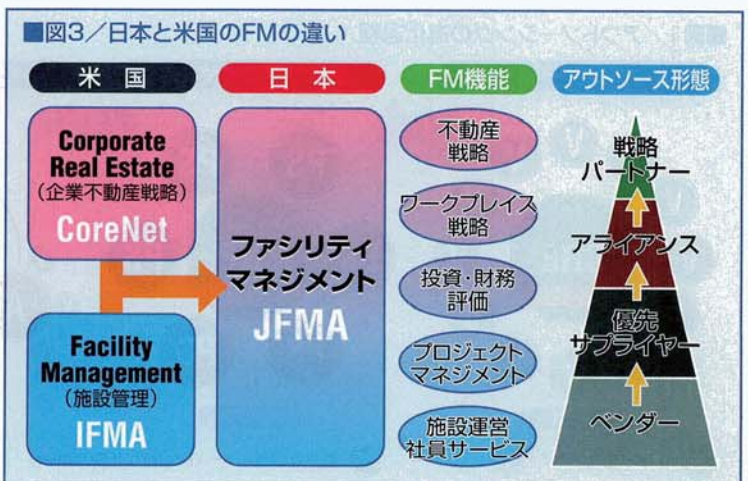 ■図3／日本と米国のFMの違い
米国
日本
FM機能
アウトソース形態
Corporate
Real Estate
(企業不動産戦略)
CoreNet
Facility
Management
(施設管理)
IFMA
ファシリティ
マネジメント
JFMA
不動産
戦略
ワークプレイス
戦略
投資・財務
評価
プロジェクト
マネジメント
施設運営
社員サービス
戦略
パートナー
アライアンス
優先
サプライヤー
ベンダー